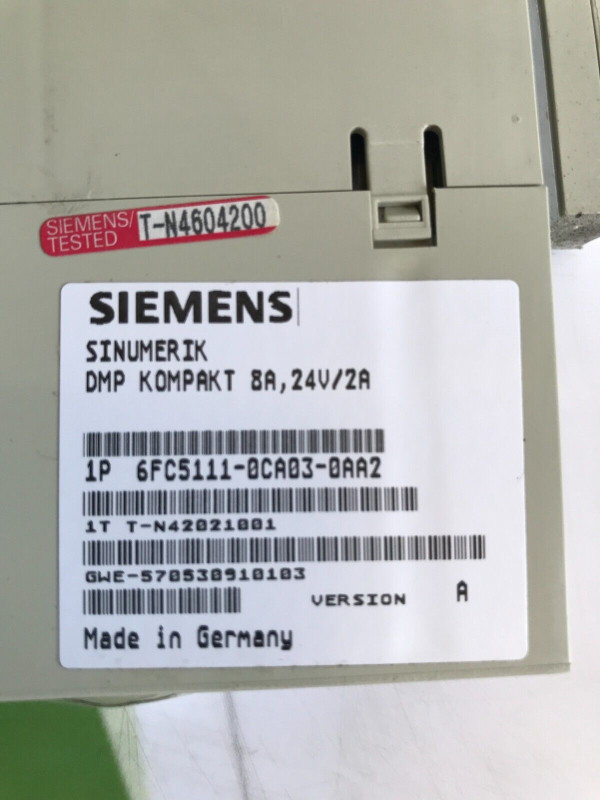 SIEMENS/
TESTED
T-N4604200
SIEMENS
SINUMERIK
DMP KOMPAKT 8A,24V/2A
1P 6FC5111-0CA03-0AA2
1T T-N42021001
GWE-570530910103
VERSION A
Made in Germany